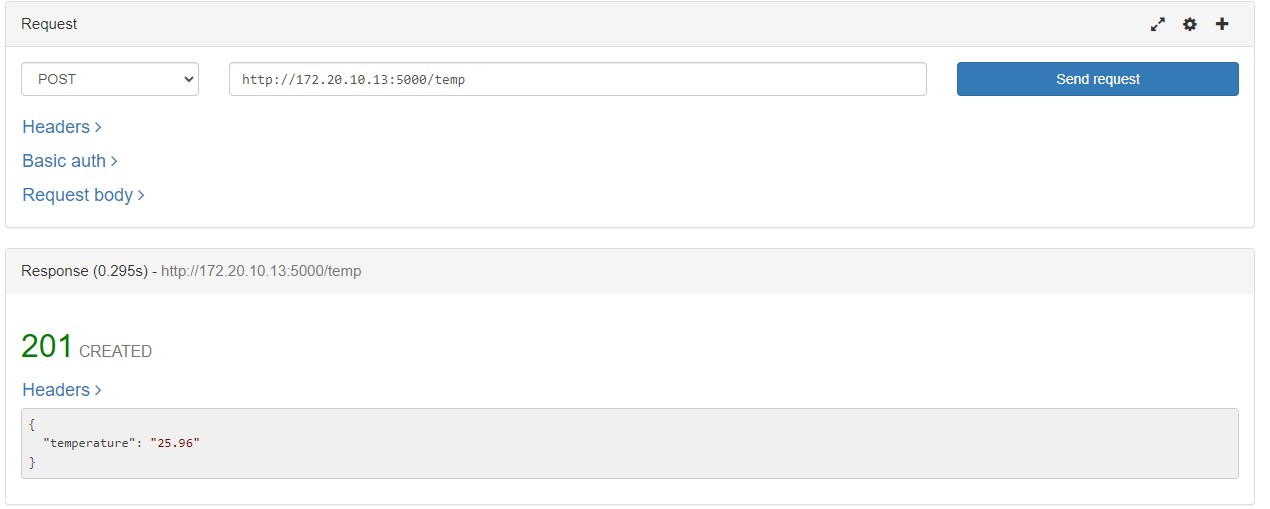 Request
POST http://172.20.10.13:5000/temp Send request
Headers
Basic auth
Request body
Response (0.295s) - http://172.20.10.13:5000/temp
201 CREATED
Headers
{
"temperature": "25.96"
}